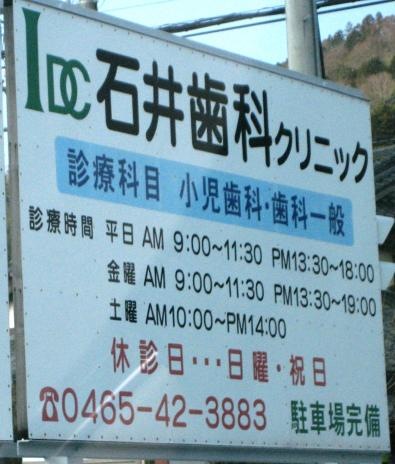 IDC 石井歯科クリニック
診療科目 小児歯科・歯科一般
診療時間 平日 AM 9:00~11:30 PM13:30~18:00
金曜 AM 9:00~11:30 PM13:30~19:00
土曜 AM10:00~PM14:00
休診日･･･日曜・祝日
☎0465-42-3883 駐車場完備